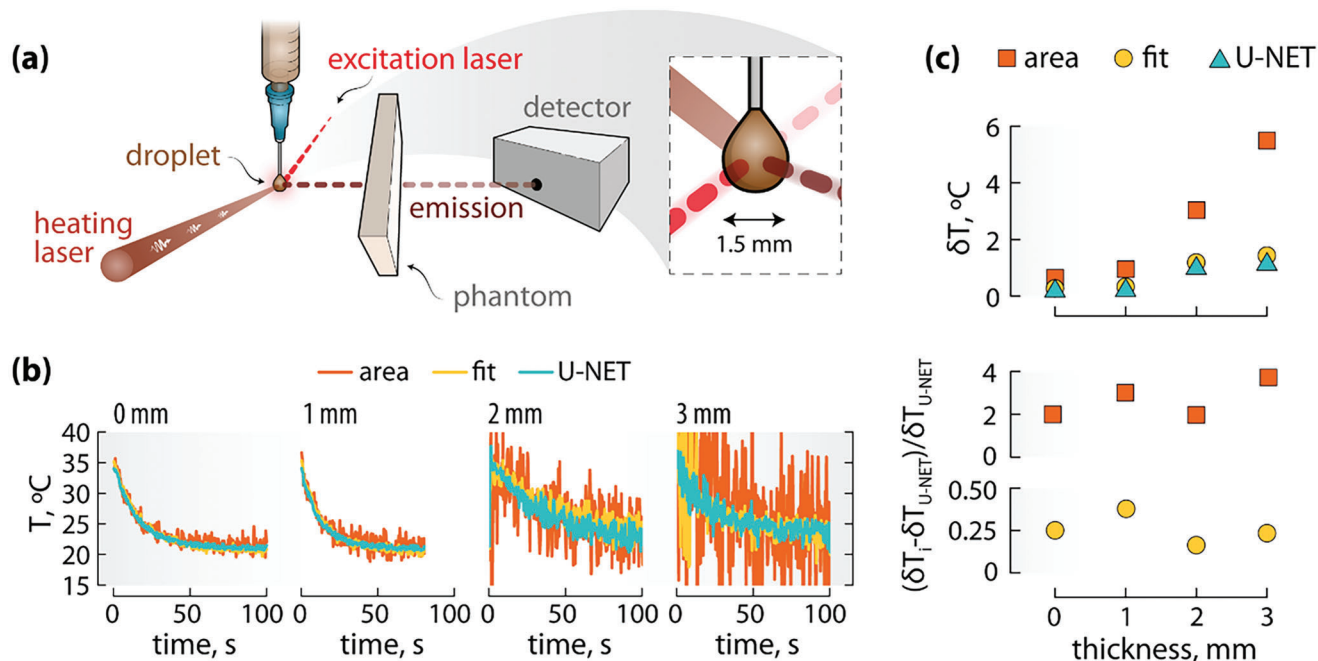 (a)
excitation laser
droplet
detector
emission
heating
laser
phantom
1.5 mm
(b)
area fit U-NET
0 mm 1 mm 2 mm 3 mm
T, °C
40
35
30
25
20
15
0 50 100 0 50 100 0 50 100 0 50 100
time, s time, s time, s time, s
(c)
area fit U-NET
δT, °C
6
4
2
0
(δTi-δTU-NET)/δTU-NET
4
2
0
0.50
0.25
0
0 1 2 3
thickness, mm